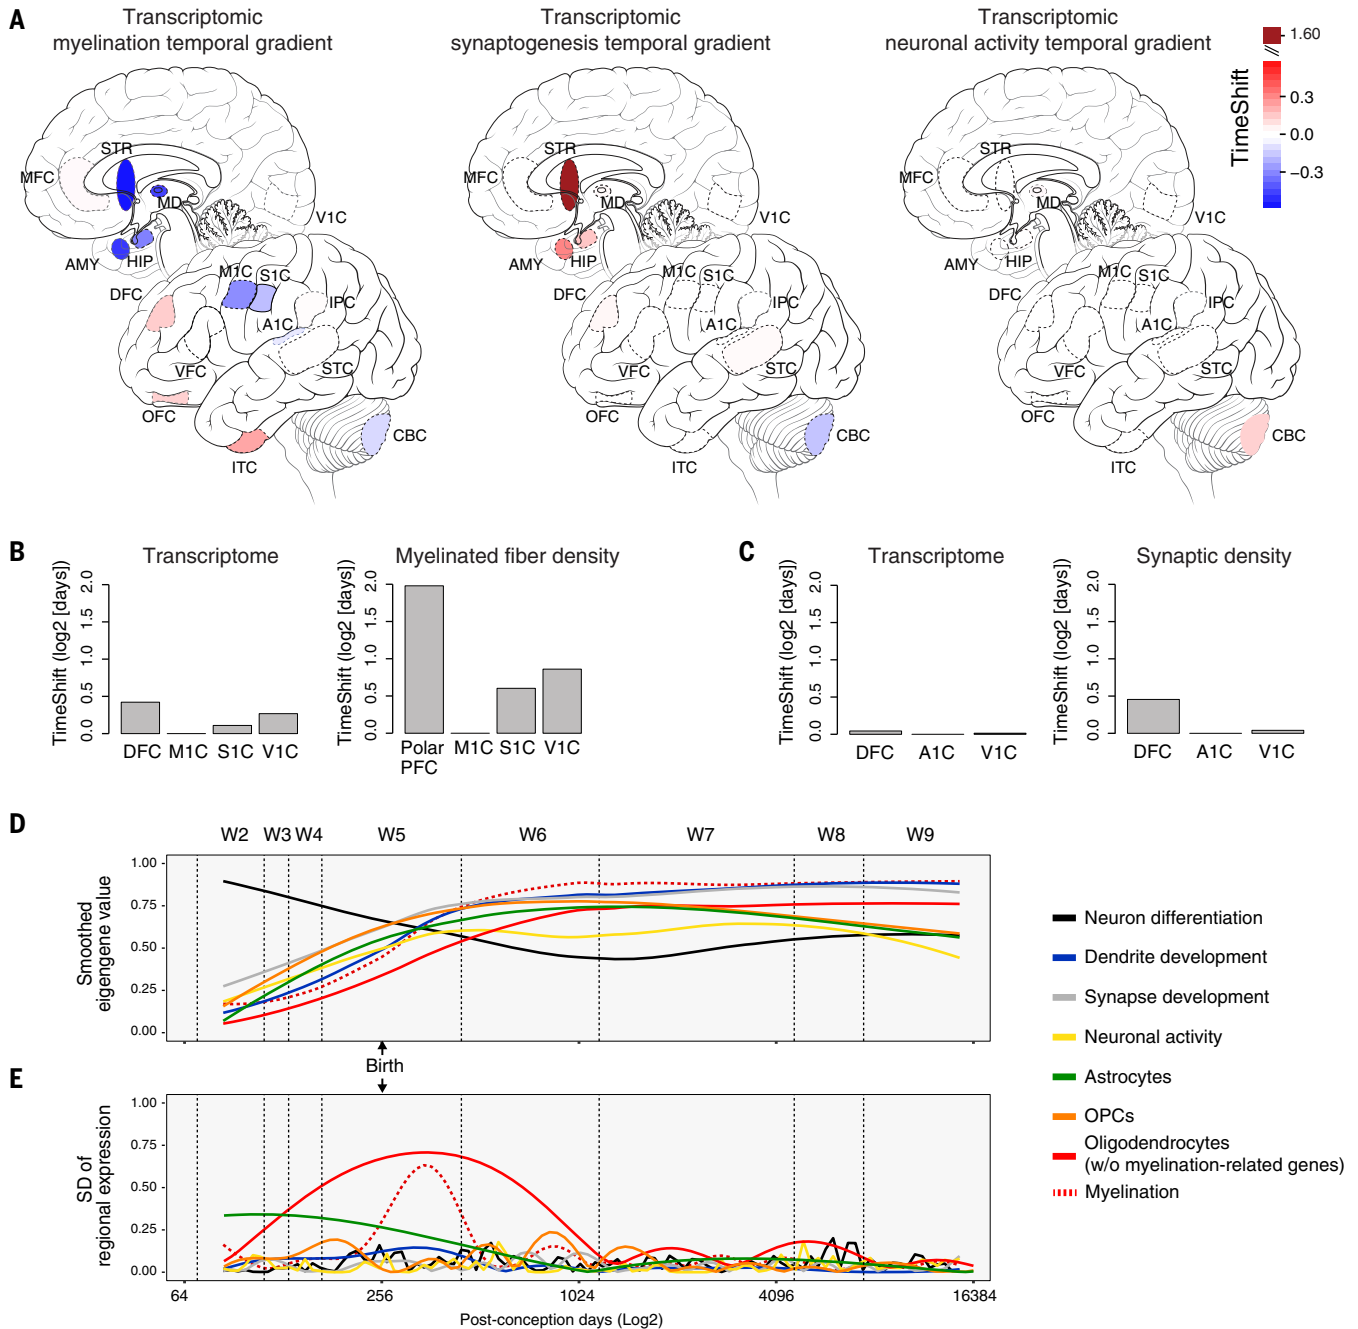 A
Transcriptomic
myelination temporal gradient
Transcriptomic
synaptogenesis temporal gradient
Transcriptomic
neuronal activity temporal gradient
TimeShift
1.60
0.3
0.0
−0.3
STR
MFC
MD
V1C
AMY
HIP
DFC
M1C
S1C
IPC
A1C
VFC
STC
OFC
CBC
ITC
STR
MFC
MD
V1C
AMY
HIP
DFC
M1C
S1C
IPC
A1C
VFC
STC
OFC
CBC
ITC
STR
MFC
MD
V1C
AMY
HIP
DFC
M1C
S1C
IPC
A1C
VFC
STC
OFC
CBC
ITC
B
Transcriptome
TimeShift (log2 [days])
2.0
1.5
1.0
0.5
0.0
DFC M1C S1C V1C
Myelinated fiber density
TimeShift (log2 [days])
2.0
1.5
1.0
0.5
0.0
Polar
PFC
M1C S1C V1C
C
Transcriptome
TimeShift (log2 [days])
2.0
1.5
1.0
0.5
0.0
DFC A1C V1C
Synaptic density
TimeShift (log2 [days])
2.0
1.5
1.0
0.5
0.0
DFC A1C V1C
D
W2 W3 W4 W5 W6 W7 W8 W9
Smoothed
eigengene value
1.00
0.75
0.50
0.25
0.00
Birth
E
SD of
regional expression
1.00
0.75
0.50
0.25
0.00
64 256 1024 4096 16384
Post-conception days (Log2)
Neuron differentiation
Dendrite development
Synapse development
Neuronal activity
Astrocytes
OPCs
Oligodendrocytes
(w/o myelination-related genes)
Myelination